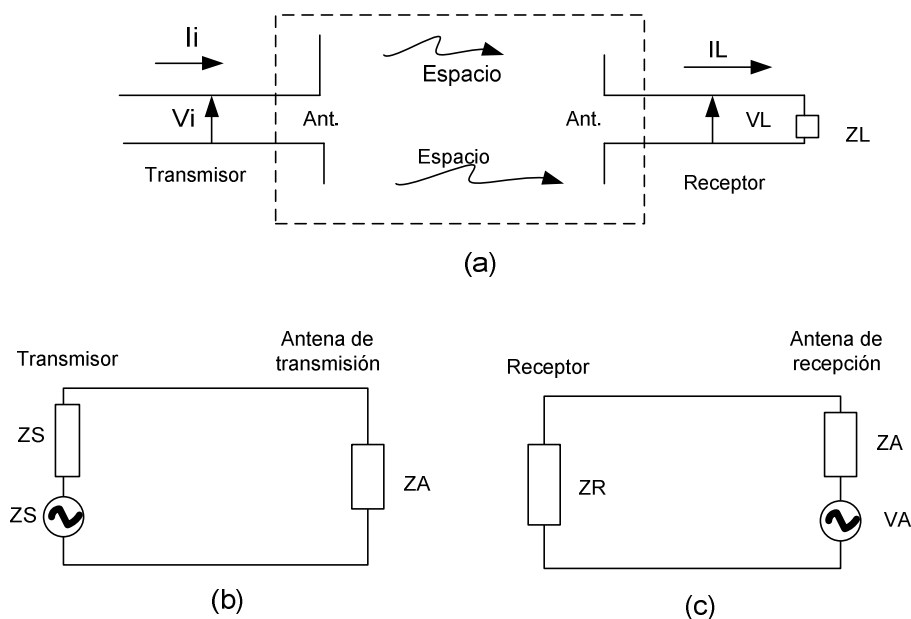 Ii
IL
Espacio
Vi
Ant.
Ant.
VL
ZL
Espacio
Transmisor
Receptor
(a)
Transmisor
Antena de
transmisión
ZS
ZS
ZA
(b)
Receptor
Antena de
recepción
ZR
ZA
VA
(c)